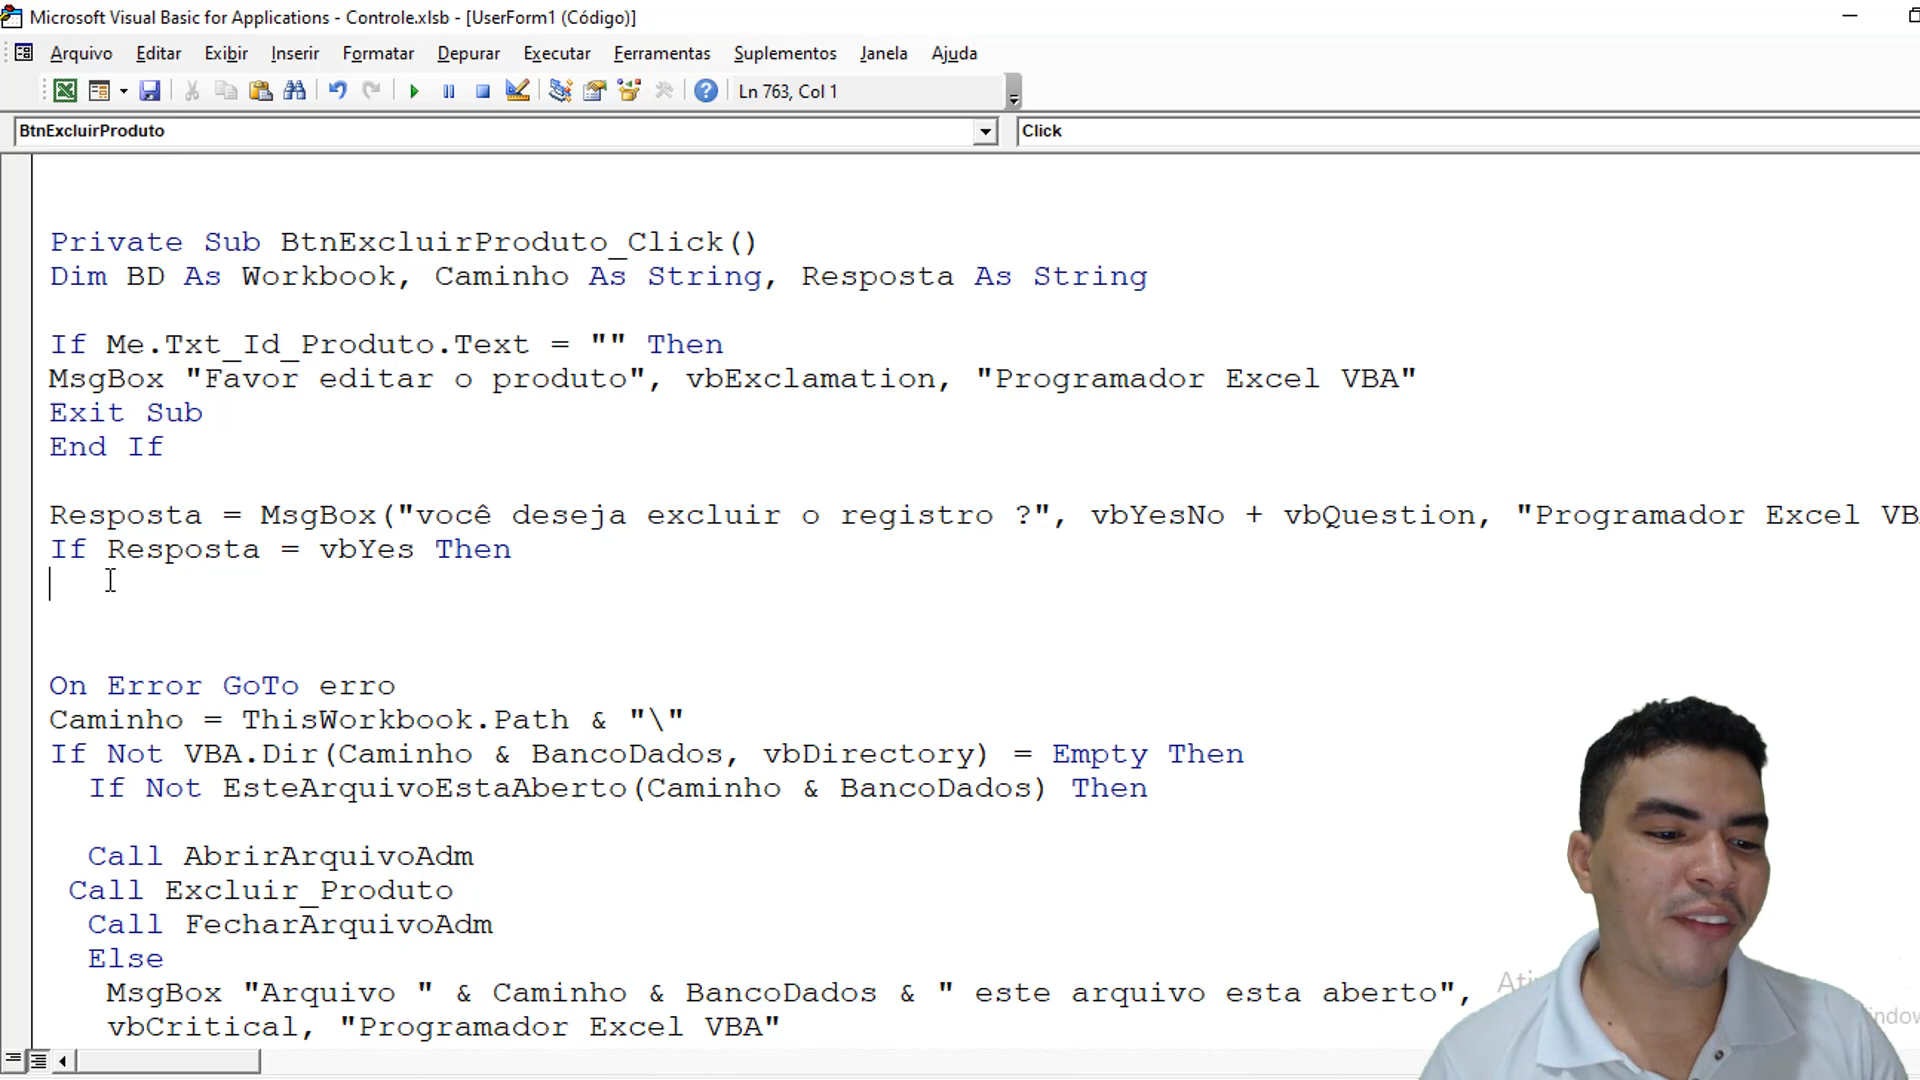 Microsoft Visual Basic for Applications - Controle.xlsb - [UserForm1 (Código)]
Arquivo Editar Exibir Inserir Formatar Depurar Executar Ferramentas Suplementos Janela Ajuda
Ln 763, Col 1
BtnExcluirProduto Click
Private Sub BtnExcluirProduto_Click()
Dim BD As Workbook, Caminho As String, Resposta As String
If Me.Txt_Id_Produto.Text = "" Then
MsgBox "Favor editar o produto", vbExclamation, "Programador Excel VBA"
Exit Sub
End If
Resposta = MsgBox("você deseja excluir o registro ?", vbYesNo + vbQuestion, "Programador Excel VB
If Resposta = vbYes Then
On Error GoTo erro
Caminho = ThisWorkbook.Path & "\"
If Not VBA.Dir(Caminho & BancoDados, vbDirectory) = Empty Then
If Not EsteArquivoEstaAberto(Caminho & BancoDados) Then
Call AbrirArquivoAdm
Call Excluir_Produto
Call FecharArquivoAdm
Else
MsgBox "Arquivo " & Caminho & BancoDados & " este arquivo esta aberto",
vbCritical, "Programador Excel VBA"